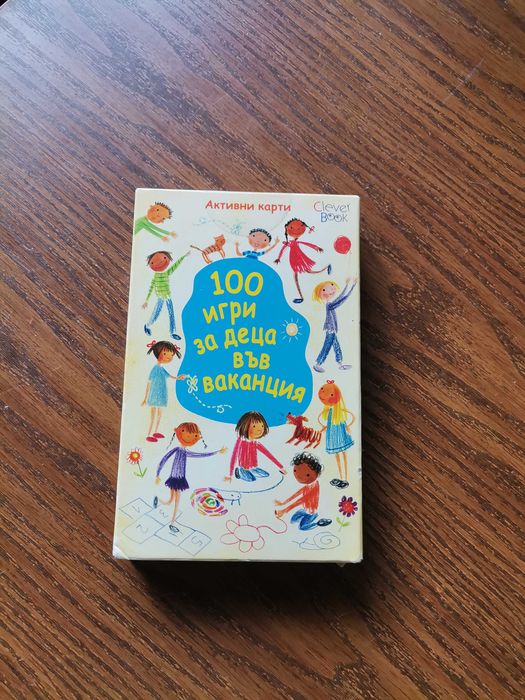 Активни карти
Clever
Book
100
игри
за деца
във
ваканция